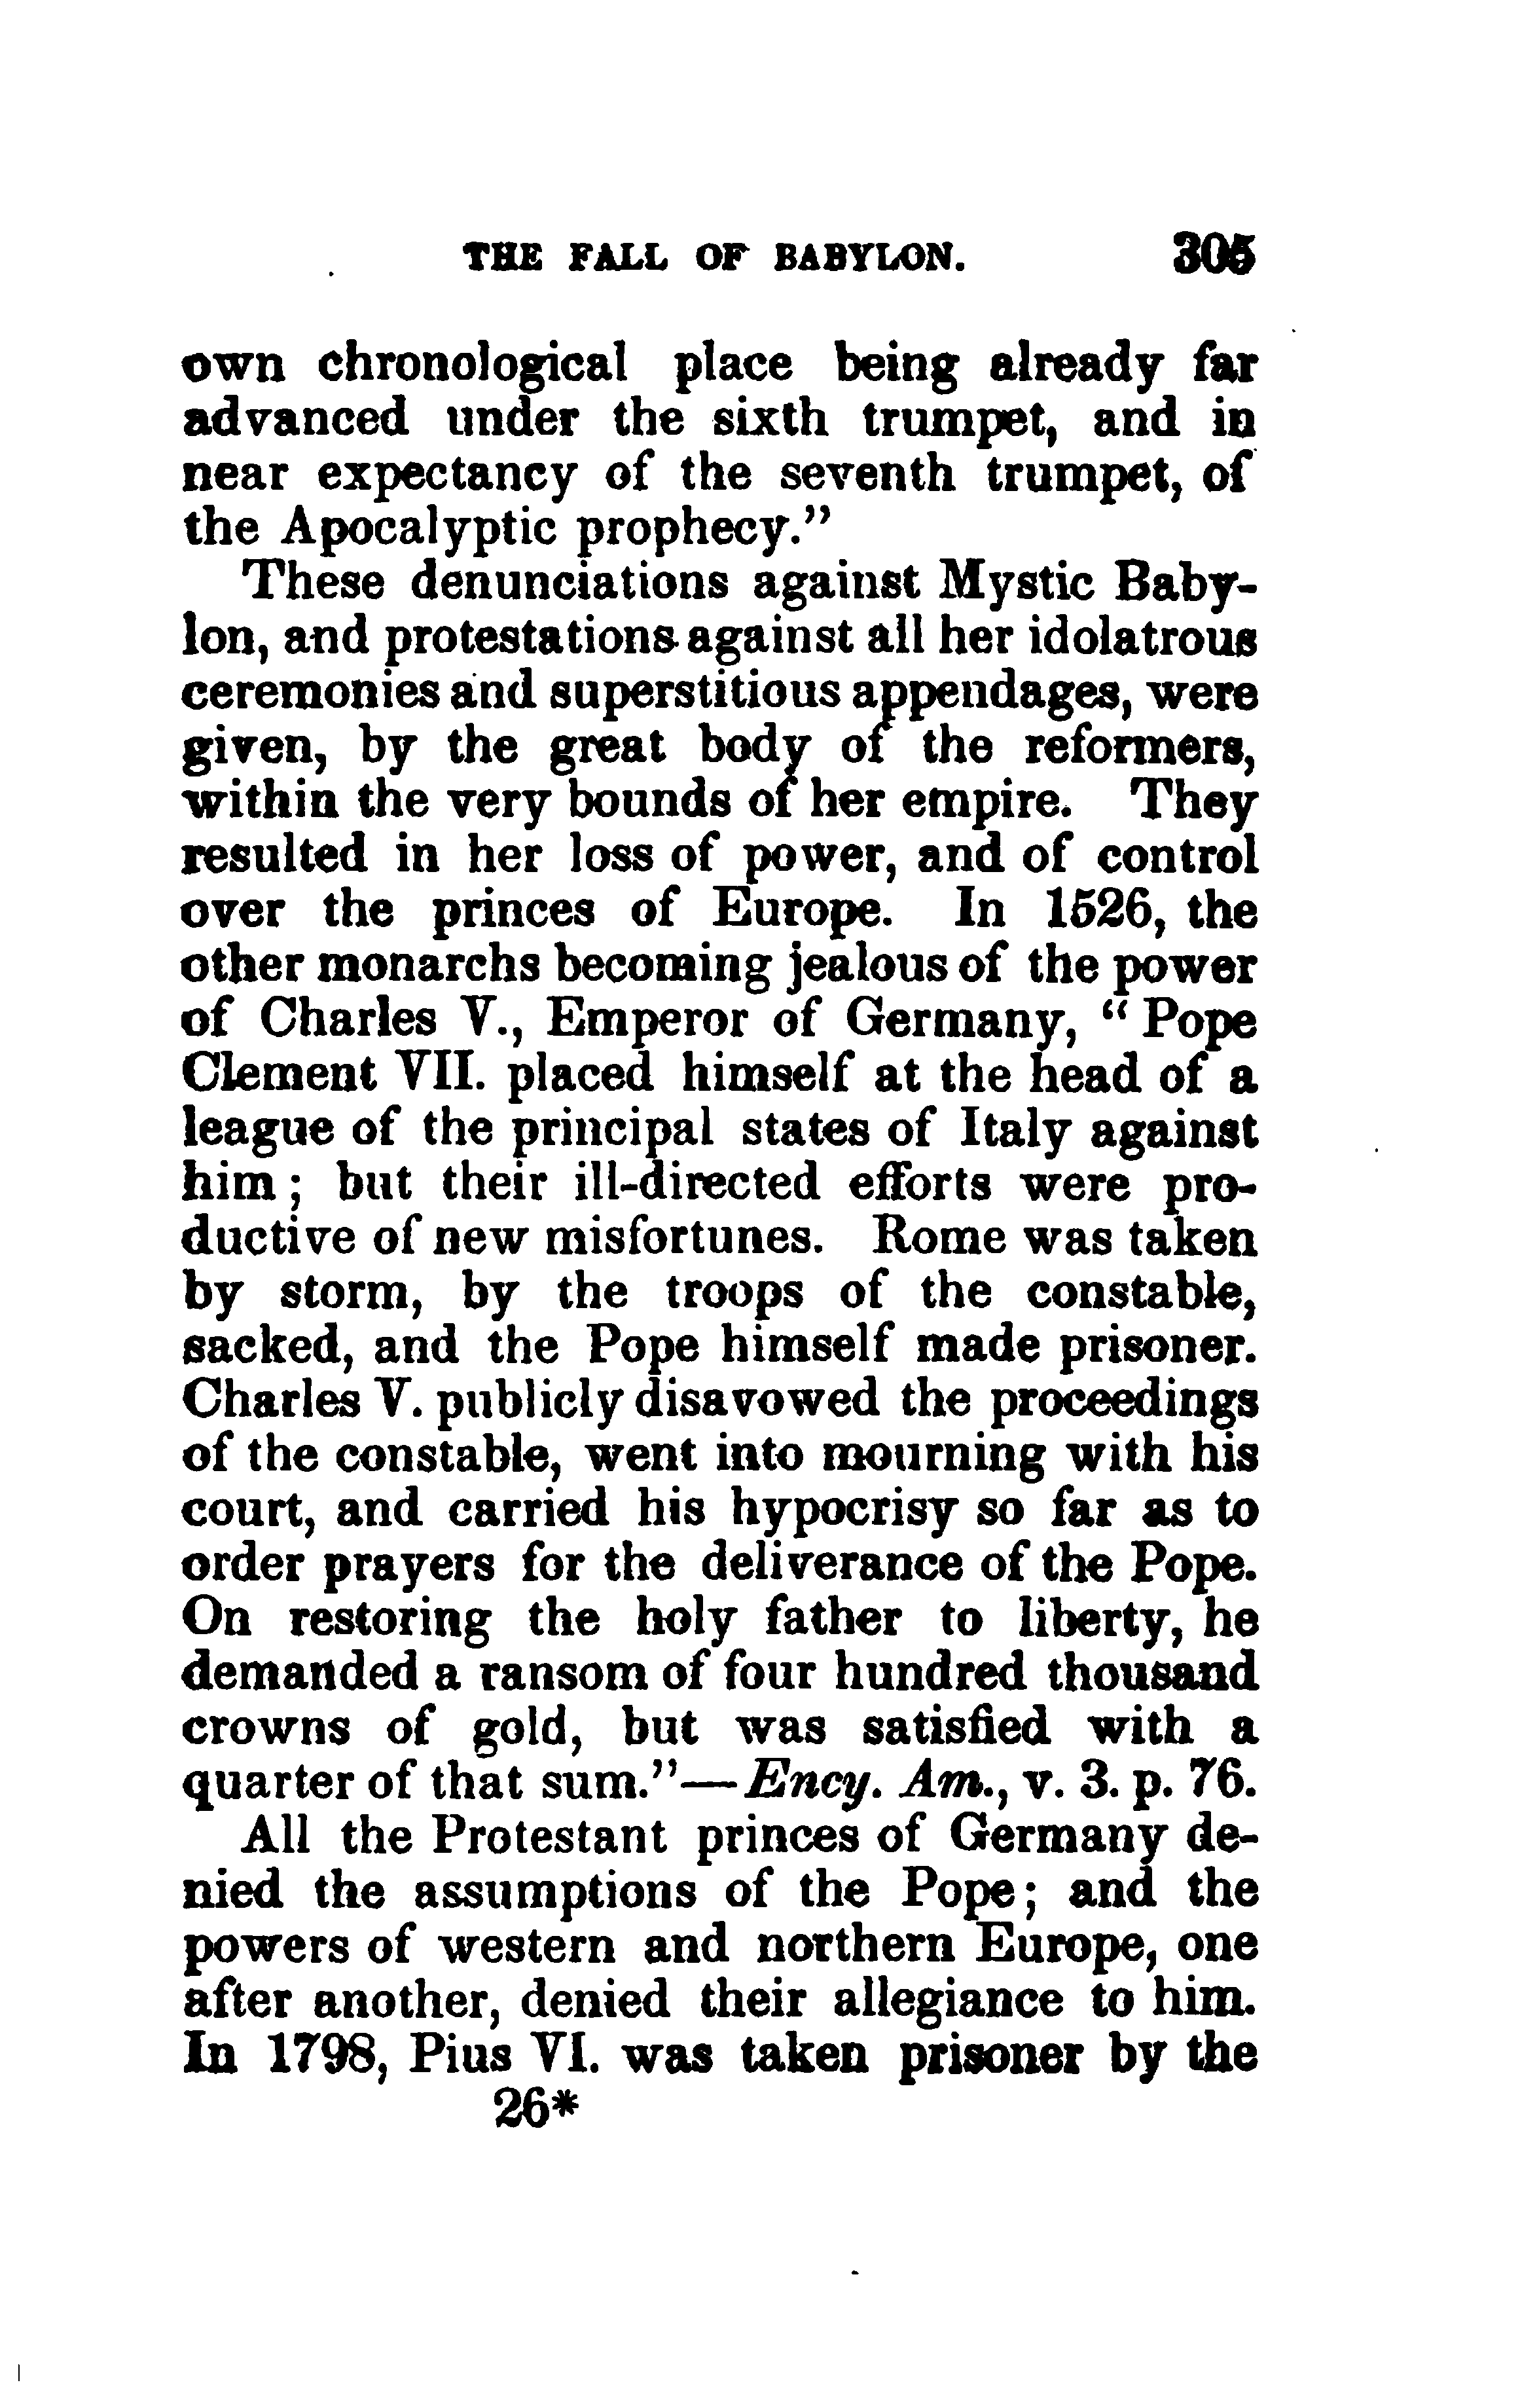 THE FALL OF BABYLON. 305
own chronological place being already far
advanced under the sixth trumpet, and in
near expectancy of the seventh trumpet, of
the Apocalyptic prophecy."
These denunciations against Mystic Baby-
lon, and protestations against all her idolatrous
ceremonies and superstitious appendages, were
given, by the great body of the reformers,
within the very bounds of her empire. They
resulted in her loss of power, and of control
over the princes of Europe. In 1526, the
other monarchs becoming jealous of the power
of Charles V., Emperor of Germany, "Pope
Clement VII. placed himself at the head of a
league of the principal states of Italy against
him; but their ill-directed efforts were pro-
ductive of new misfortunes. Rome was taken
by storm, by the troops of the constable,
sacked, and the Pope himself made prisoner.
Charles V. publicly disavowed the proceedings
of the constable, went into mourning with his
court, and carried his hypocrisy so far as to
order prayers for the deliverance of the Pope.
On restoring the holy father to liberty, he
demanded a ransom of four hundred thousand
crowns of gold, but was satisfied with a
quarter of that sum."—Ency. Am., v. 3. p. 76.
All the Protestant princes of Germany de-
nied the assumptions of the Pope; and the
powers of western and northern Europe, one
after another, denied their allegiance to him.
In 1798, Pius VI. was taken prisoner by the
26*